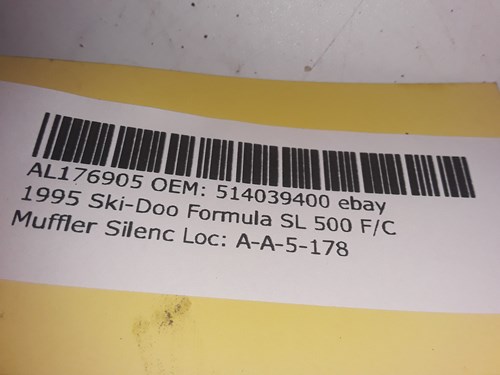 AL176905 OEM: 514039400 ebay
1995 Ski-Doo Formula SL 500 F/C
Muffler Silenc Loc: A-A-5-178